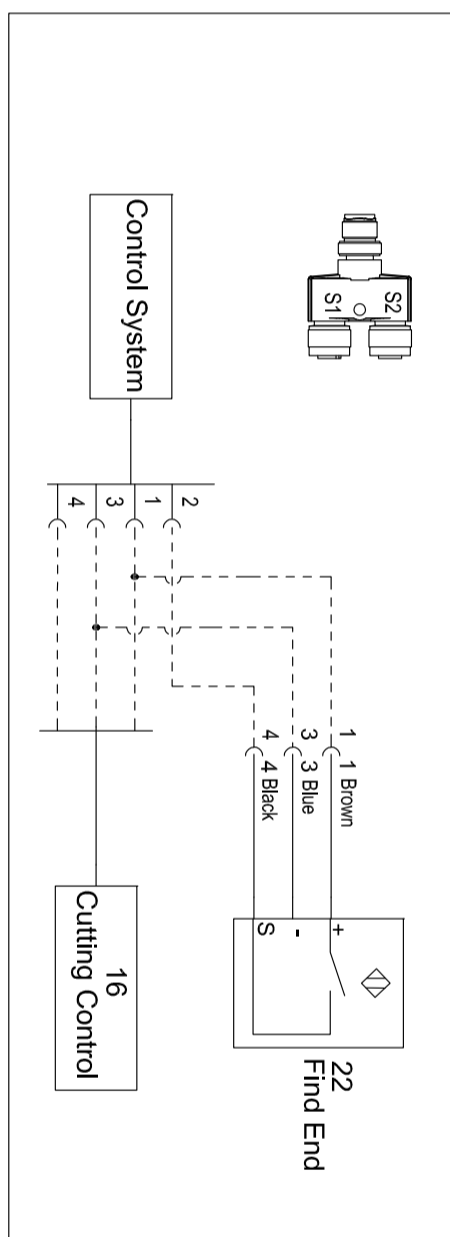 S1
S2
Control System
4
3
1
2
4
3
1
4 Black
3 Blue
1 Brown
S
-
+
16
Cutting Control
22
Find End